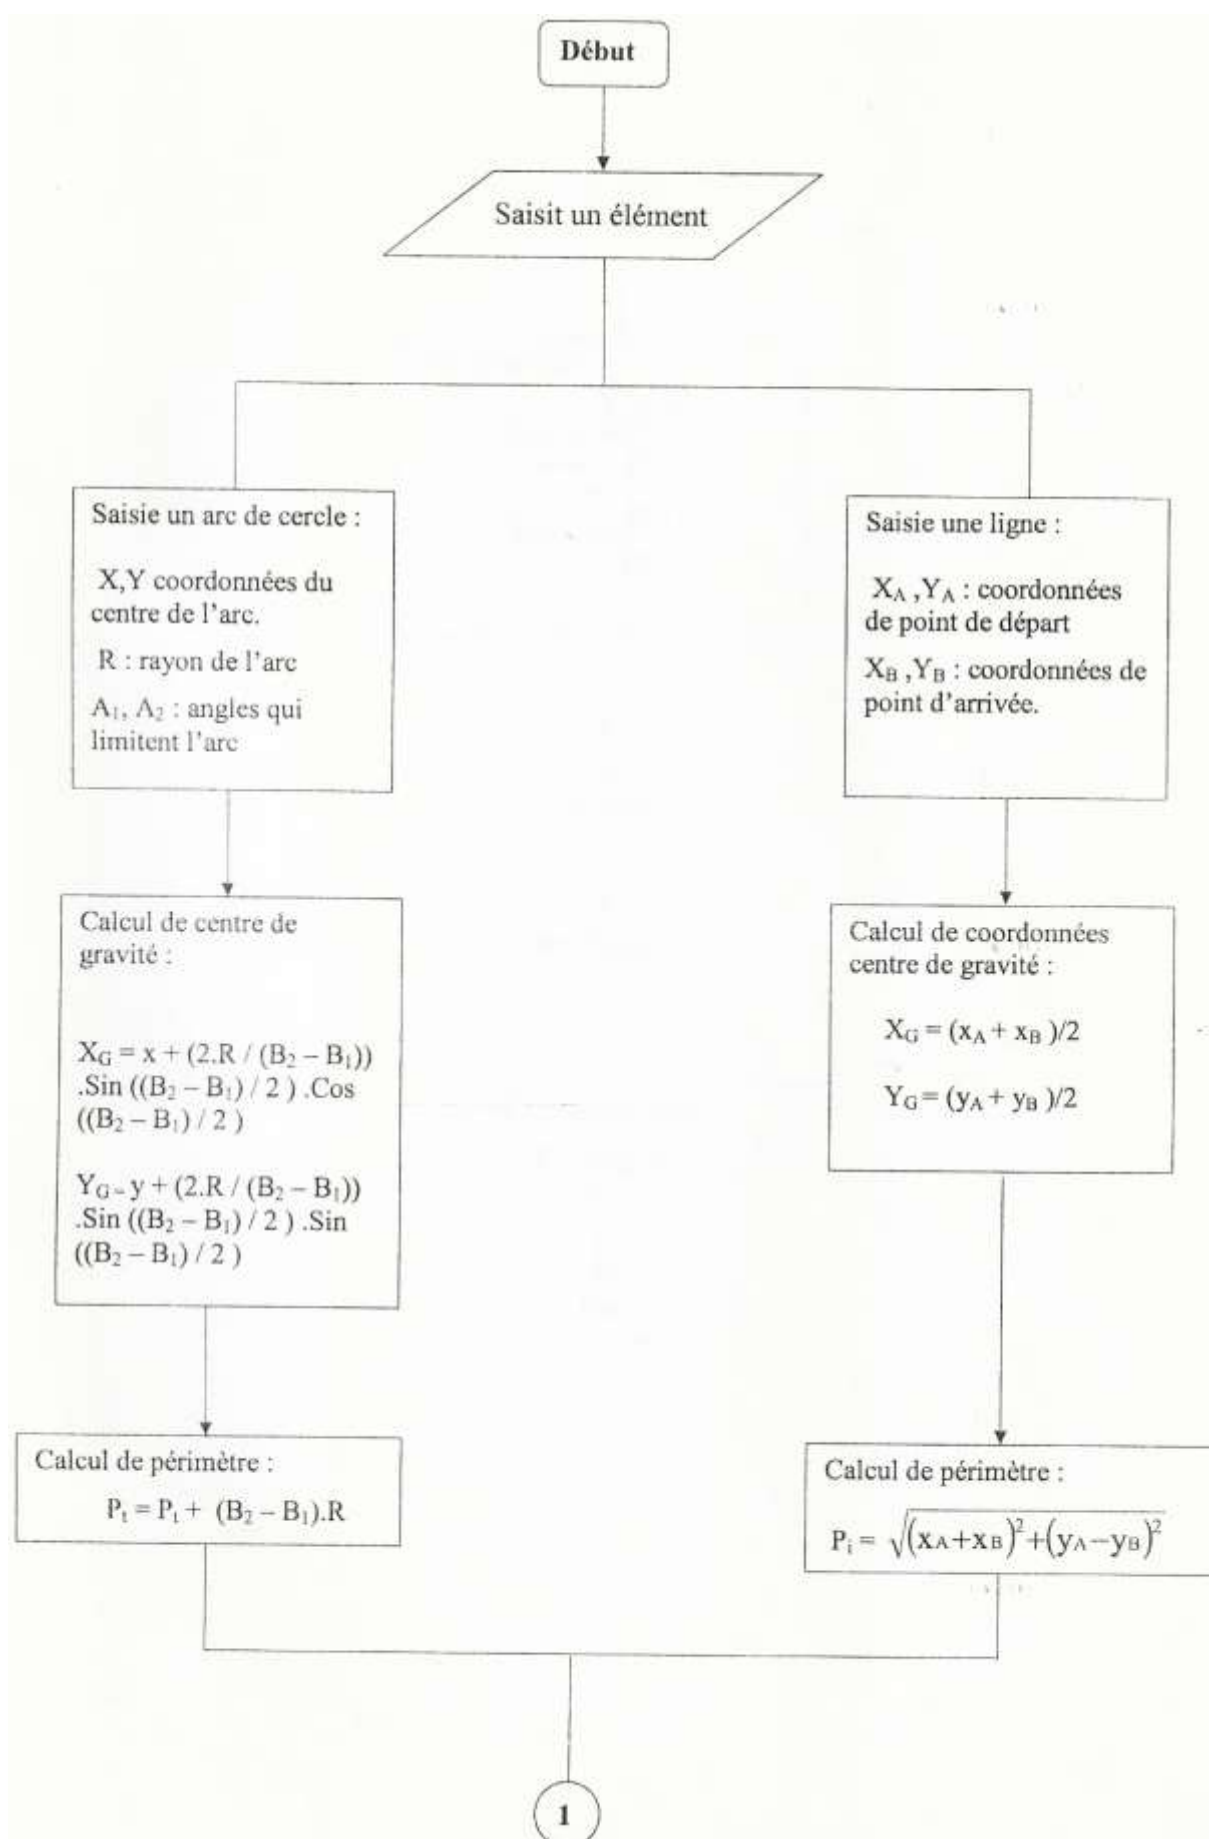 Début
Saisit un élément
Saisie un arc de cercle :
X,Y coordonnées du
centre de l'arc.
R : rayon de l'arc
A₁, A₂ : angles qui
limitent l'arc
Saisie une ligne :
X_A ,Y_A : coordonnées
de point de départ
X_B ,Y_B : coordonnées de
point d'arrivée.
Calcul de centre de
gravité :
X_G = x + (2.R / (B₂ – B₁))
.Sin ((B₂ – B₁) / 2 ) .Cos
((B₂ – B₁) / 2 )
Y_G = y + (2.R / (B₂ – B₁))
.Sin ((B₂ – B₁) / 2 ) .Sin
((B₂ – B₁) / 2 )
Calcul de coordonnées
centre de gravité :
X_G = (x_A + x_B )/2
Y_G = (y_A + y_B )/2
Calcul de périmètre :
P_t = P_t + (B₂ – B₁).R
Calcul de périmètre :
P_i = √((x_A+x_B)²+(y_A–y_B)²)
1